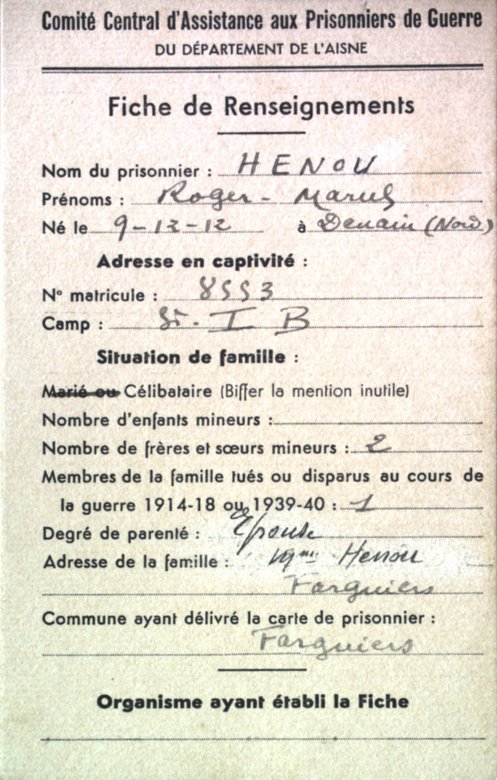 Comité Central d'Assistance aux Prisonniers de Guerre
DU DÉPARTEMENT DE L'AISNE
Fiche de Renseignements
Nom du prisonnier : HENOU
Prénoms : Roger - Marcel
Né le 9-12-12 à Denain (Nord)
Adresse en captivité :
N° matricule : 8553
Camp : St. I B
Situation de famille :
Marié ou Célibataire (Biffer la mention inutile)
Nombre d'enfants mineurs :
Nombre de frères et sœurs mineurs : 2
Membres de la famille tués ou disparus au cours de
la guerre 1914-18 ou 1939-40 : 1
Degré de parenté : Epouse
Adresse de la famille : Mme Henou
Farguiers
Commune ayant délivré la carte de prisonnier :
Farguiers
Organisme ayant établi la Fiche